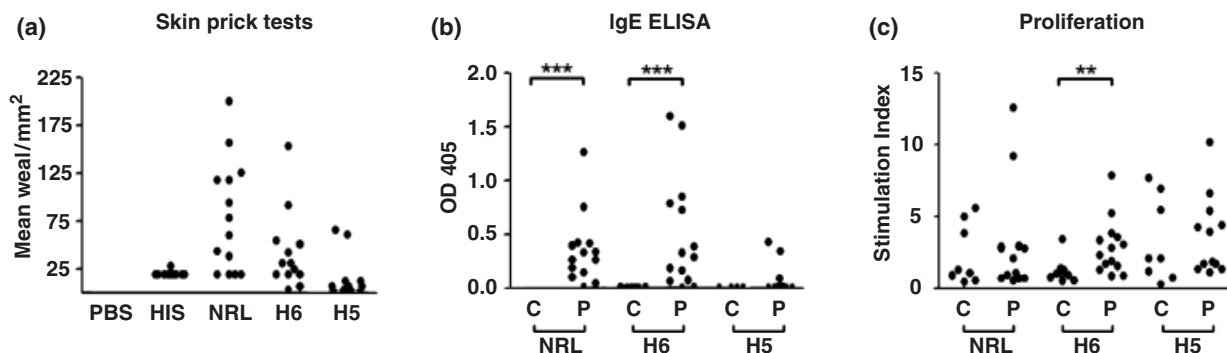 (a) Skin prick tests
Mean weal/mm²
225
175
125
75
25
PBS HIS NRL H6 H5
(b) IgE ELISA
OD 405
2.0
1.5
1.0
0.5
0.0
*** ***
C P C P C P
NRL H6 H5
(c) Proliferation
Stimulation Index
15
10
5
0
**
C P C P C P
NRL H6 H5